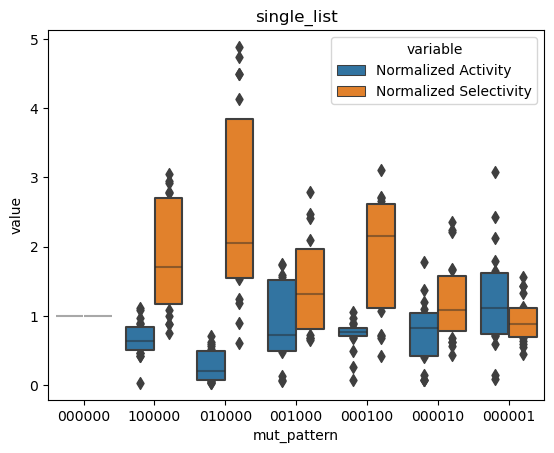 single_list
variable
Normalized Activity
Normalized Selectivity
value
5
4
3
2
1
0
000000 100000 010000 001000 000100 000010 000001
mut_pattern